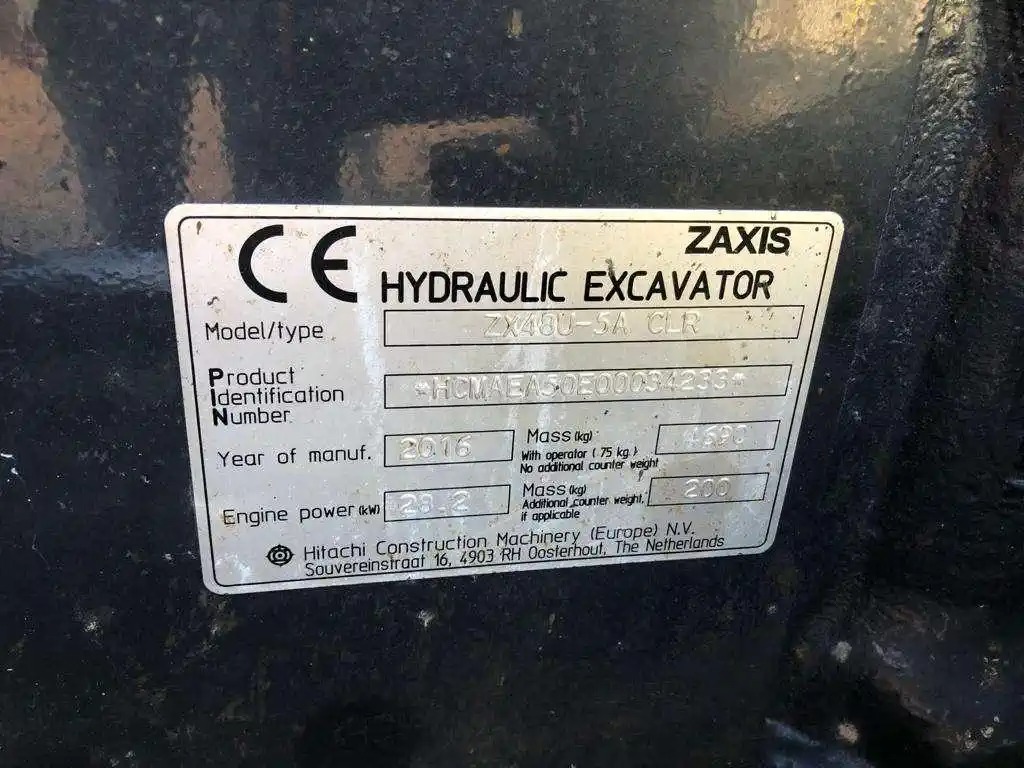 CE
ZAXIS
HYDRAULIC EXCAVATOR
Model/type ZX48U-5A CLR
Product
Identification
Number
*HCMAEA50E00034233*
Year of manuf. 2016
Mass (kg)
With operator (75 kg.)
No additional counter weight
4690
Engine power (kW) 28.2
Mass (kg)
Additional counter weight,
if applicable
200
Hitachi Construction Machinery (Europe) N.V.
Souvereinstraat 16, 4903 RH Oosterhout, The Netherlands